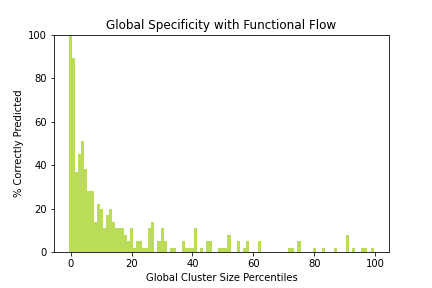 Global Specificity with Functional Flow
% Correctly Predicted
100
80
60
40
20
0
0 20 40 60 80 100
Global Cluster Size Percentiles